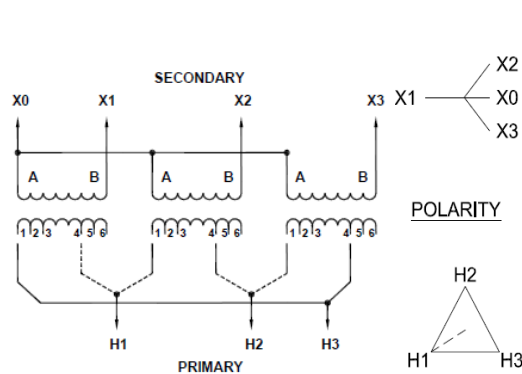 SECONDARY
X0 X1 X2 X3
A B A B A B
1 2 3 4 5 6 1 2 3 4 5 6 1 2 3 4 5 6
H1 H2 H3
PRIMARY
X2
X1 X0
X3
POLARITY
H2
H1 H3